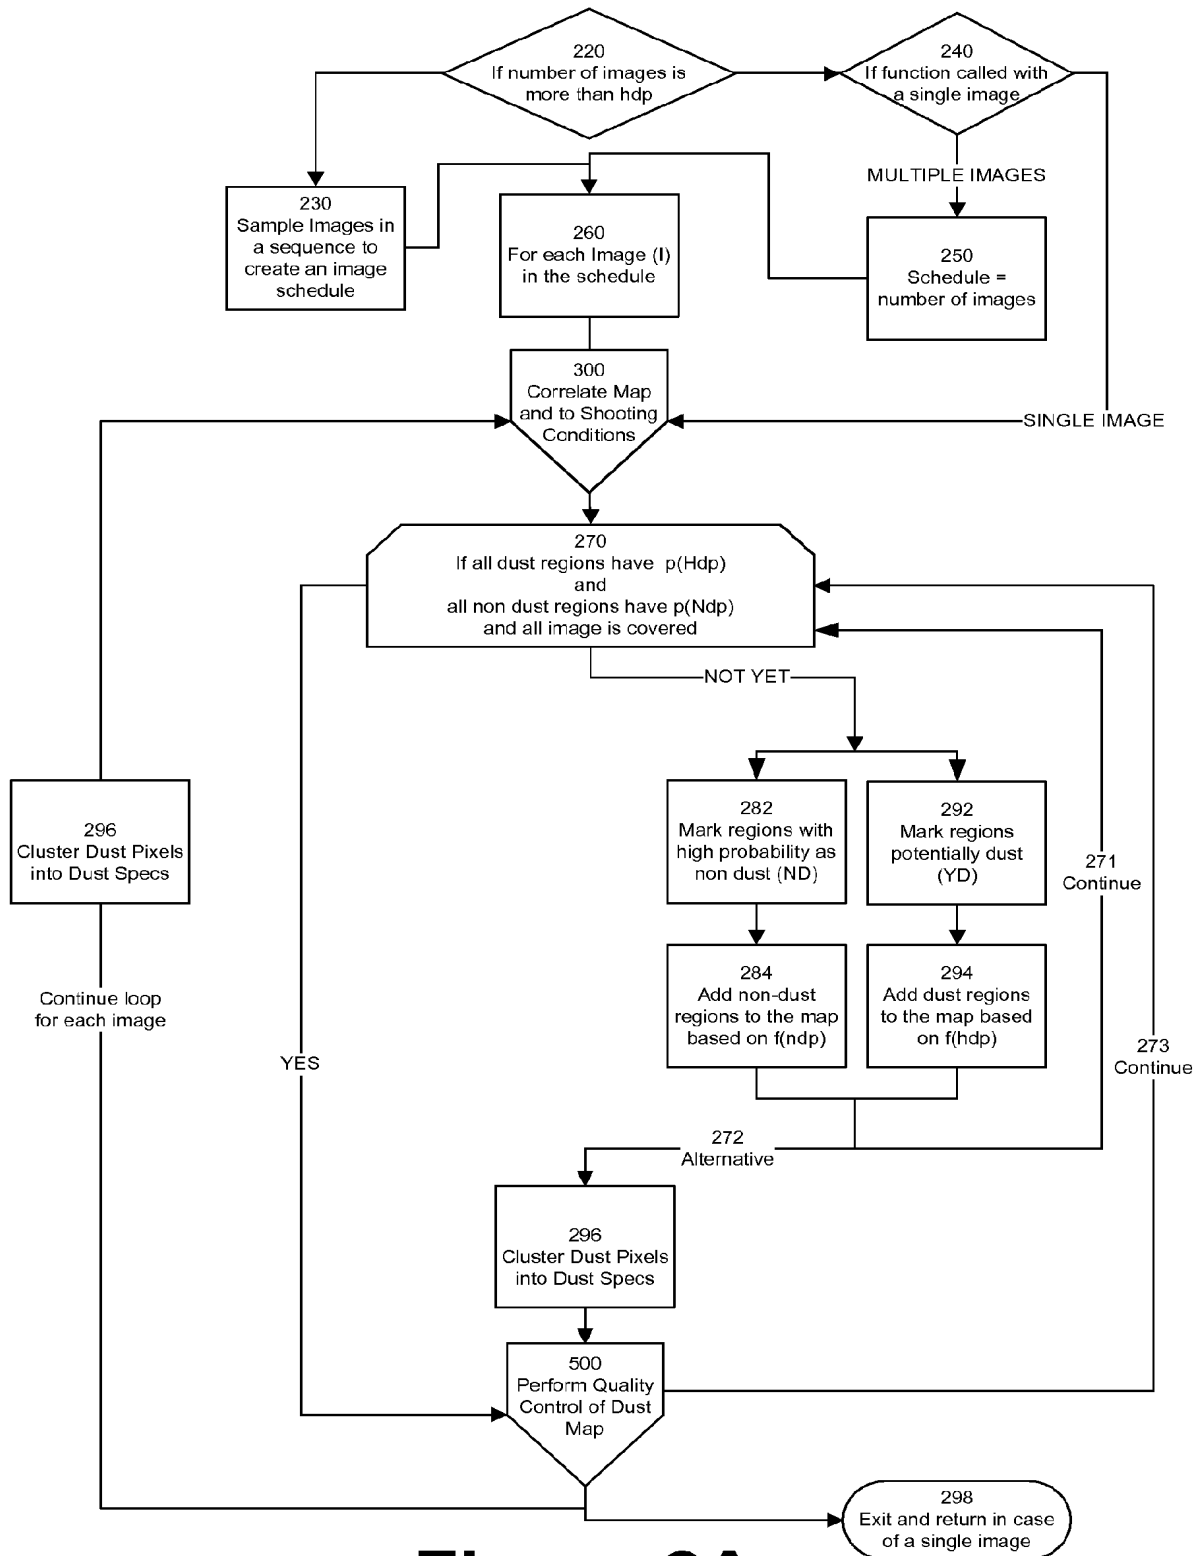 220
If number of images is
more than hdp
240
If function called with
a single image
MULTIPLE IMAGES
230
Sample Images in
a sequence to
create an image
schedule
260
For each Image (I)
in the schedule
250
Schedule =
number of images
300
Correlate Map
and to Shooting
Conditions
SINGLE IMAGE
270
If all dust regions have p(Hdp)
and
all non dust regions have p(Ndp)
and all image is covered
NOT YET
282
Mark regions with
high probability as
non dust (ND)
292
Mark regions
potentially dust
(YD)
296
Cluster Dust Pixels
into Dust Specs
271
Continue
284
Add non-dust
regions to the map
based on f(ndp)
294
Add dust regions
to the map based
on f(hdp)
Continue loop
for each image
YES
273
Continue
272
Alternative
296
Cluster Dust Pixels
into Dust Specs
500
Perform Quality
Control of Dust
Map
298
Exit and return in case
of a single image